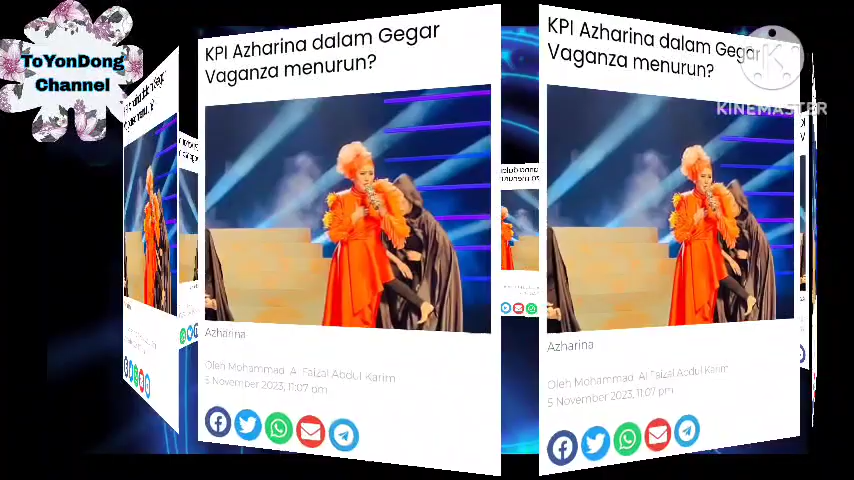 ToYonDong
Channel
KPI Azharina dalam Gegar
Vaganza menurun?
Azharina
Oleh Mohammad Al Faizal Abdul Karim
5 November 2023, 11:07 pm
KPI Azharina dalam Gegar
Vaganza menurun?
Azharina
Oleh Mohammad Al Faizal Abdul Karim
5 November 2023, 11:07 pm
KINEMASTER